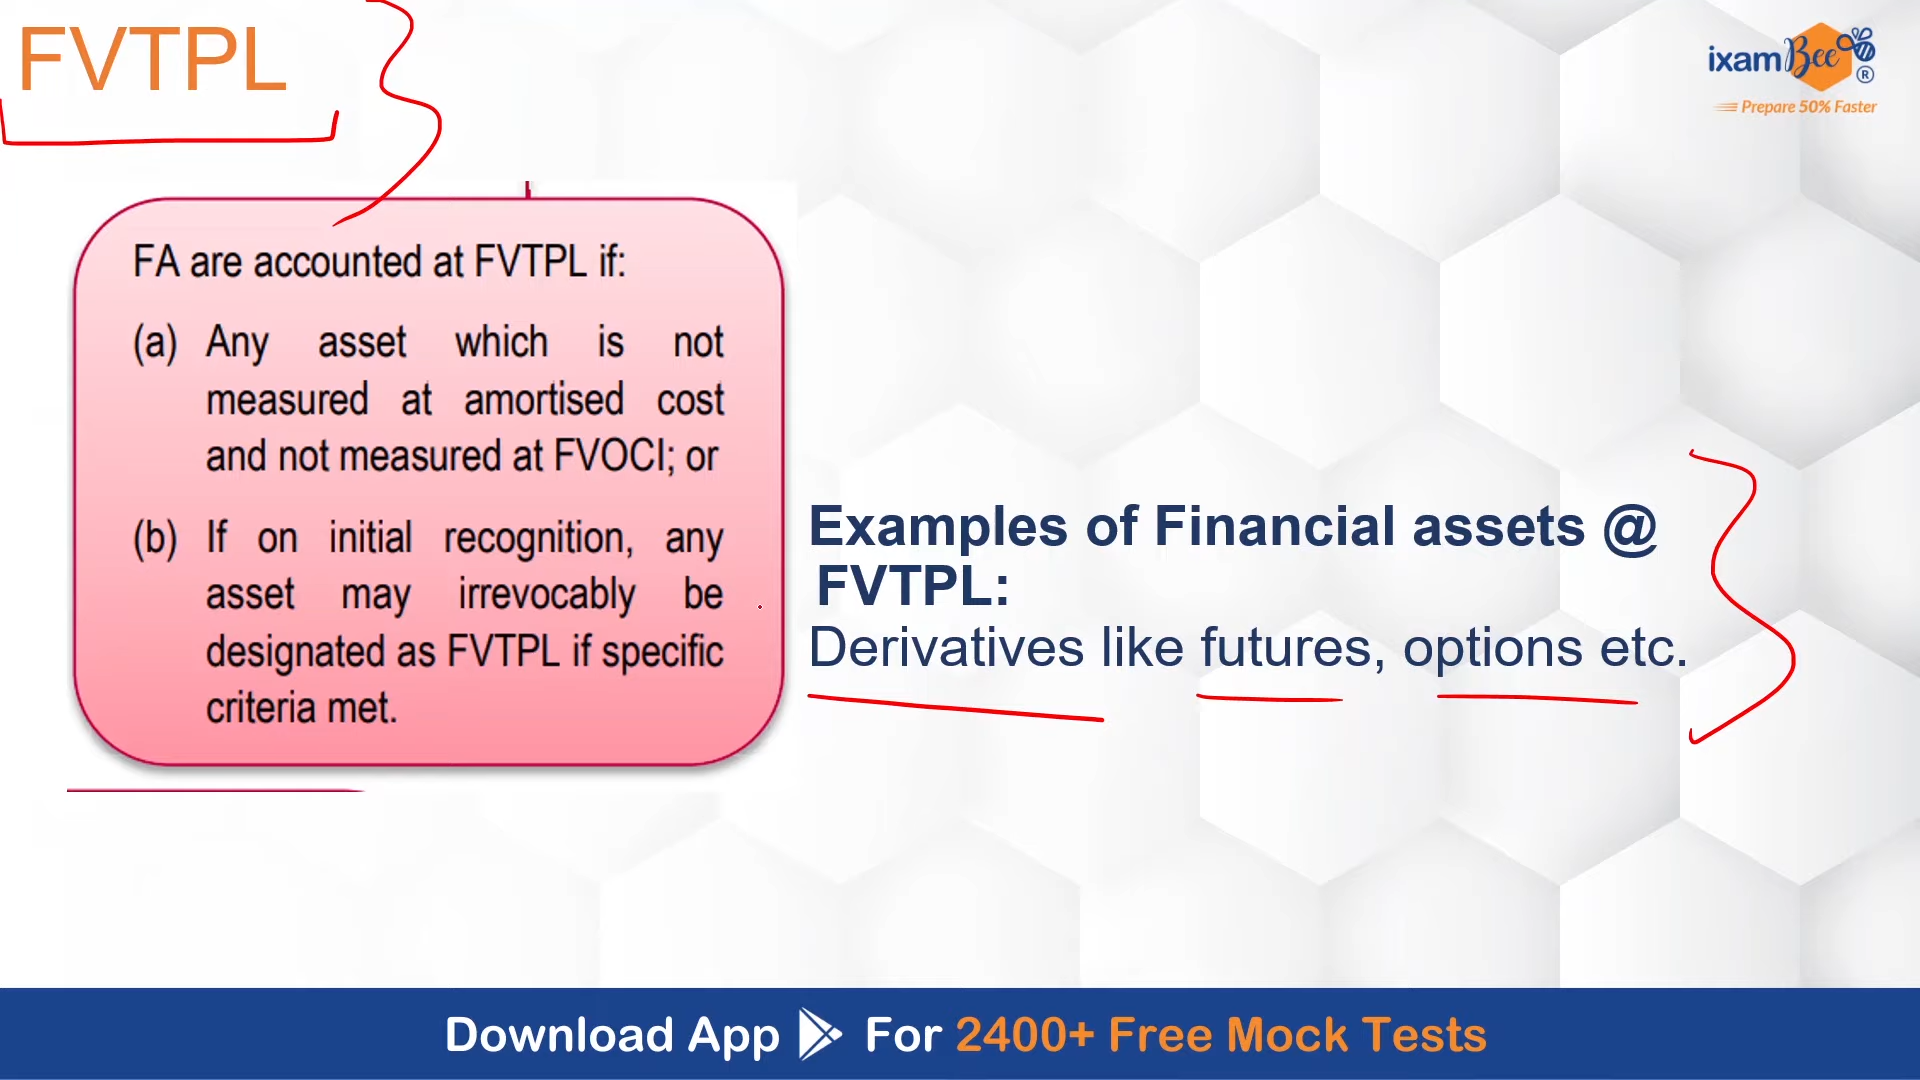 FVTPL
ixamBee
®
Prepare 50% Faster
FA are accounted at FVTPL if:
(a) Any asset which is not
measured at amortised cost
and not measured at FVOCI; or
(b) If on initial recognition, any
asset may irrevocably be
designated as FVTPL if specific
criteria met.
Examples of Financial assets @
FVTPL:
Derivatives like futures, options etc.
Download App For 2400+ Free Mock Tests